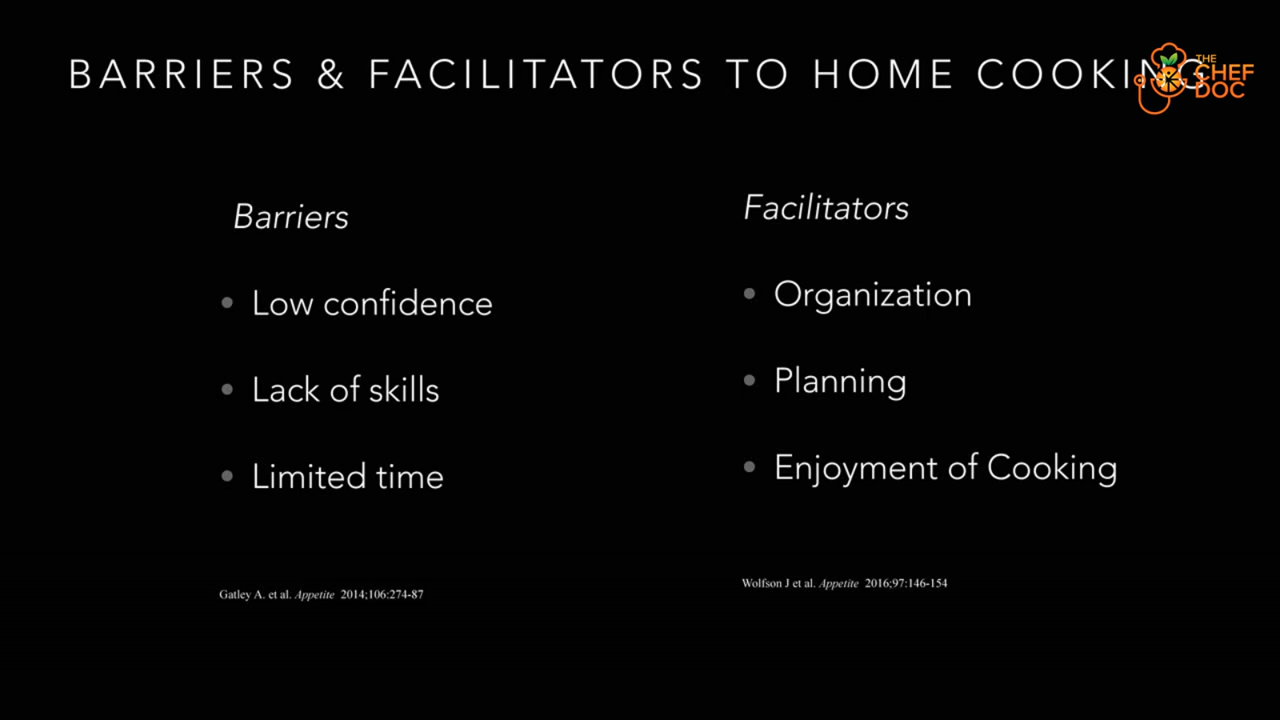 BARRIERS & FACILITATORS TO HOME COOKING
THE
CHEF
DOC
Barriers
• Low confidence
• Lack of skills
• Limited time
Gatley A. et al. Appetite 2014;106:274-87
Facilitators
• Organization
• Planning
• Enjoyment of Cooking
Wolfson J et al. Appetite 2016;97:146-154